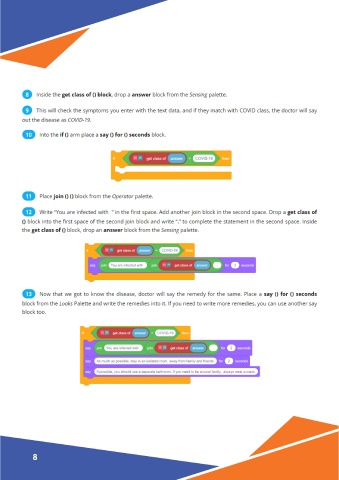 8 Inside the get class of () block, drop a answer block from the Sensing palette.
9 This will check the symptoms you enter with the text data, and if they match with COVID class, the doctor will say
out the disease as COVID-19.
10 Into the if () arm place a say () for () seconds block.
if get class of answer = COVID-19 then
11 Place join () () block from the Operator palette.
12 Write "You are infected with " in the first space. Add another join block in the second space. Drop a get class of
() block into the first space of the second join block and write "." to complete the statement in the second space. Inside
the get class of () block, drop an answer block from the Sensing palette.
if get class of answer = COVID-19 then
say join You are infected with join get class of answer . for 2 seconds
13 Now that we got to know the disease, doctor will say the remedy for the same. Place a say () for () seconds
block from the Looks Palette and write the remedies into it. If you need to write more remedies, you can use another say
block too.
if get class of answer = COVID-19 then
say join You are infected with join get class of answer . for 2 seconds
say As much as possible, stay in an isolated room, away from family and friends. for 2 seconds
say If possible, you should use a separate bathroom. If you need to be around family, always wear a mask.
8